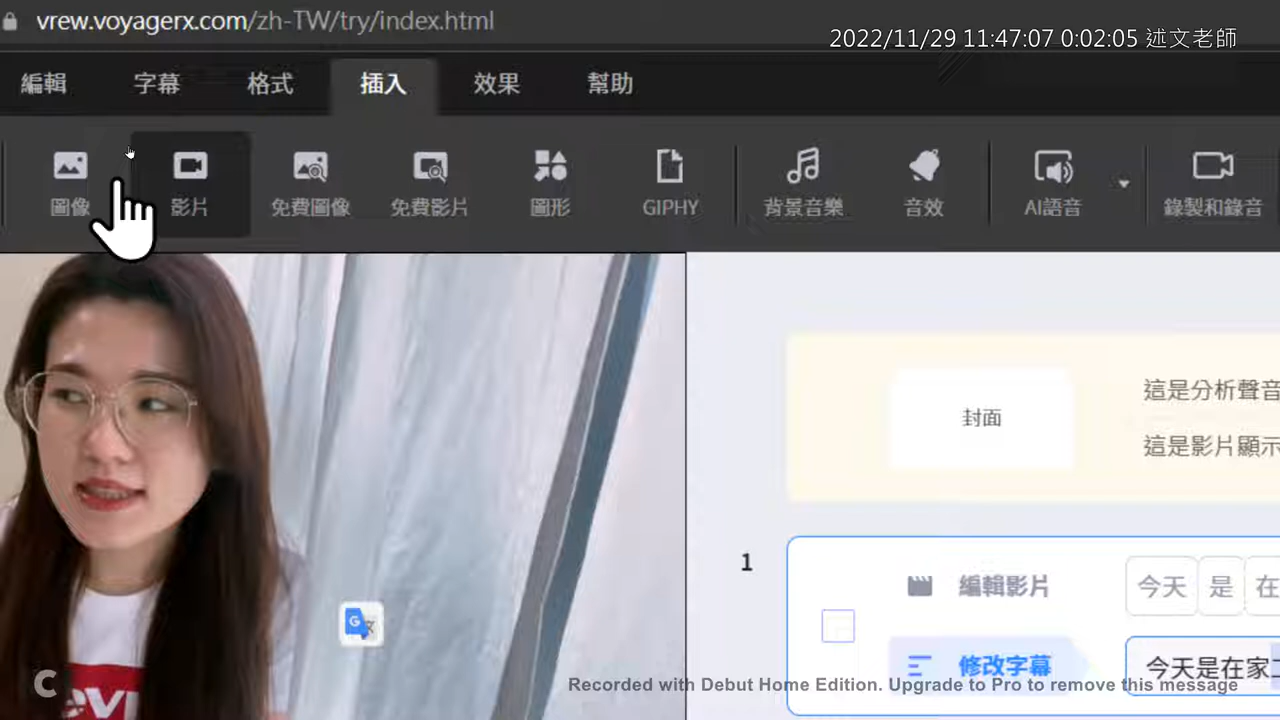 vrew.voyagerx.com/zh-TW/try/index.html
2022/11/29 11:47:07 0:02:05 述文老師
編輯 字幕 格式 插入 效果 幫助
圖像 影片 免費圖像 免費影片 圖形 GIPHY 背景音樂 音效 AI語音 錄製和錄音
封面
這是分析聲音
這是影片顯示
1
編輯影片 今天 是 在
修改字幕 今天是在家
Recorded with Debut Home Edition. Upgrade to Pro to remove this message